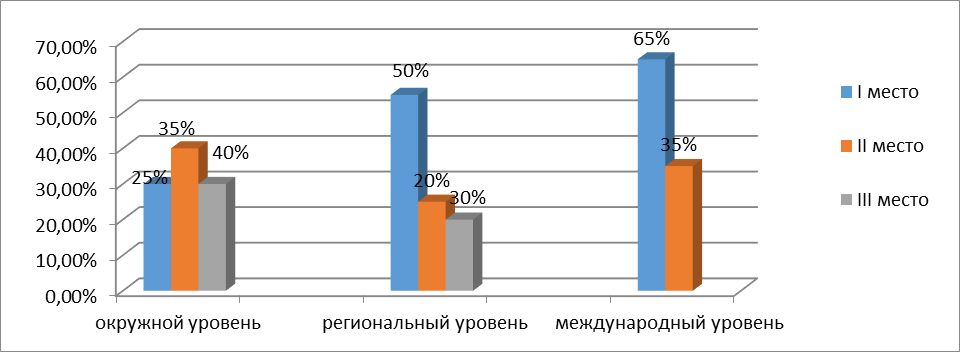 70,00%
60,00%
50,00%
40,00%
30,00%
20,00%
10,00%
0,00%
25%
35%
40%
50%
20%
30%
65%
35%
окружной уровень
региональный уровень
международный уровень
I место
II место
III место